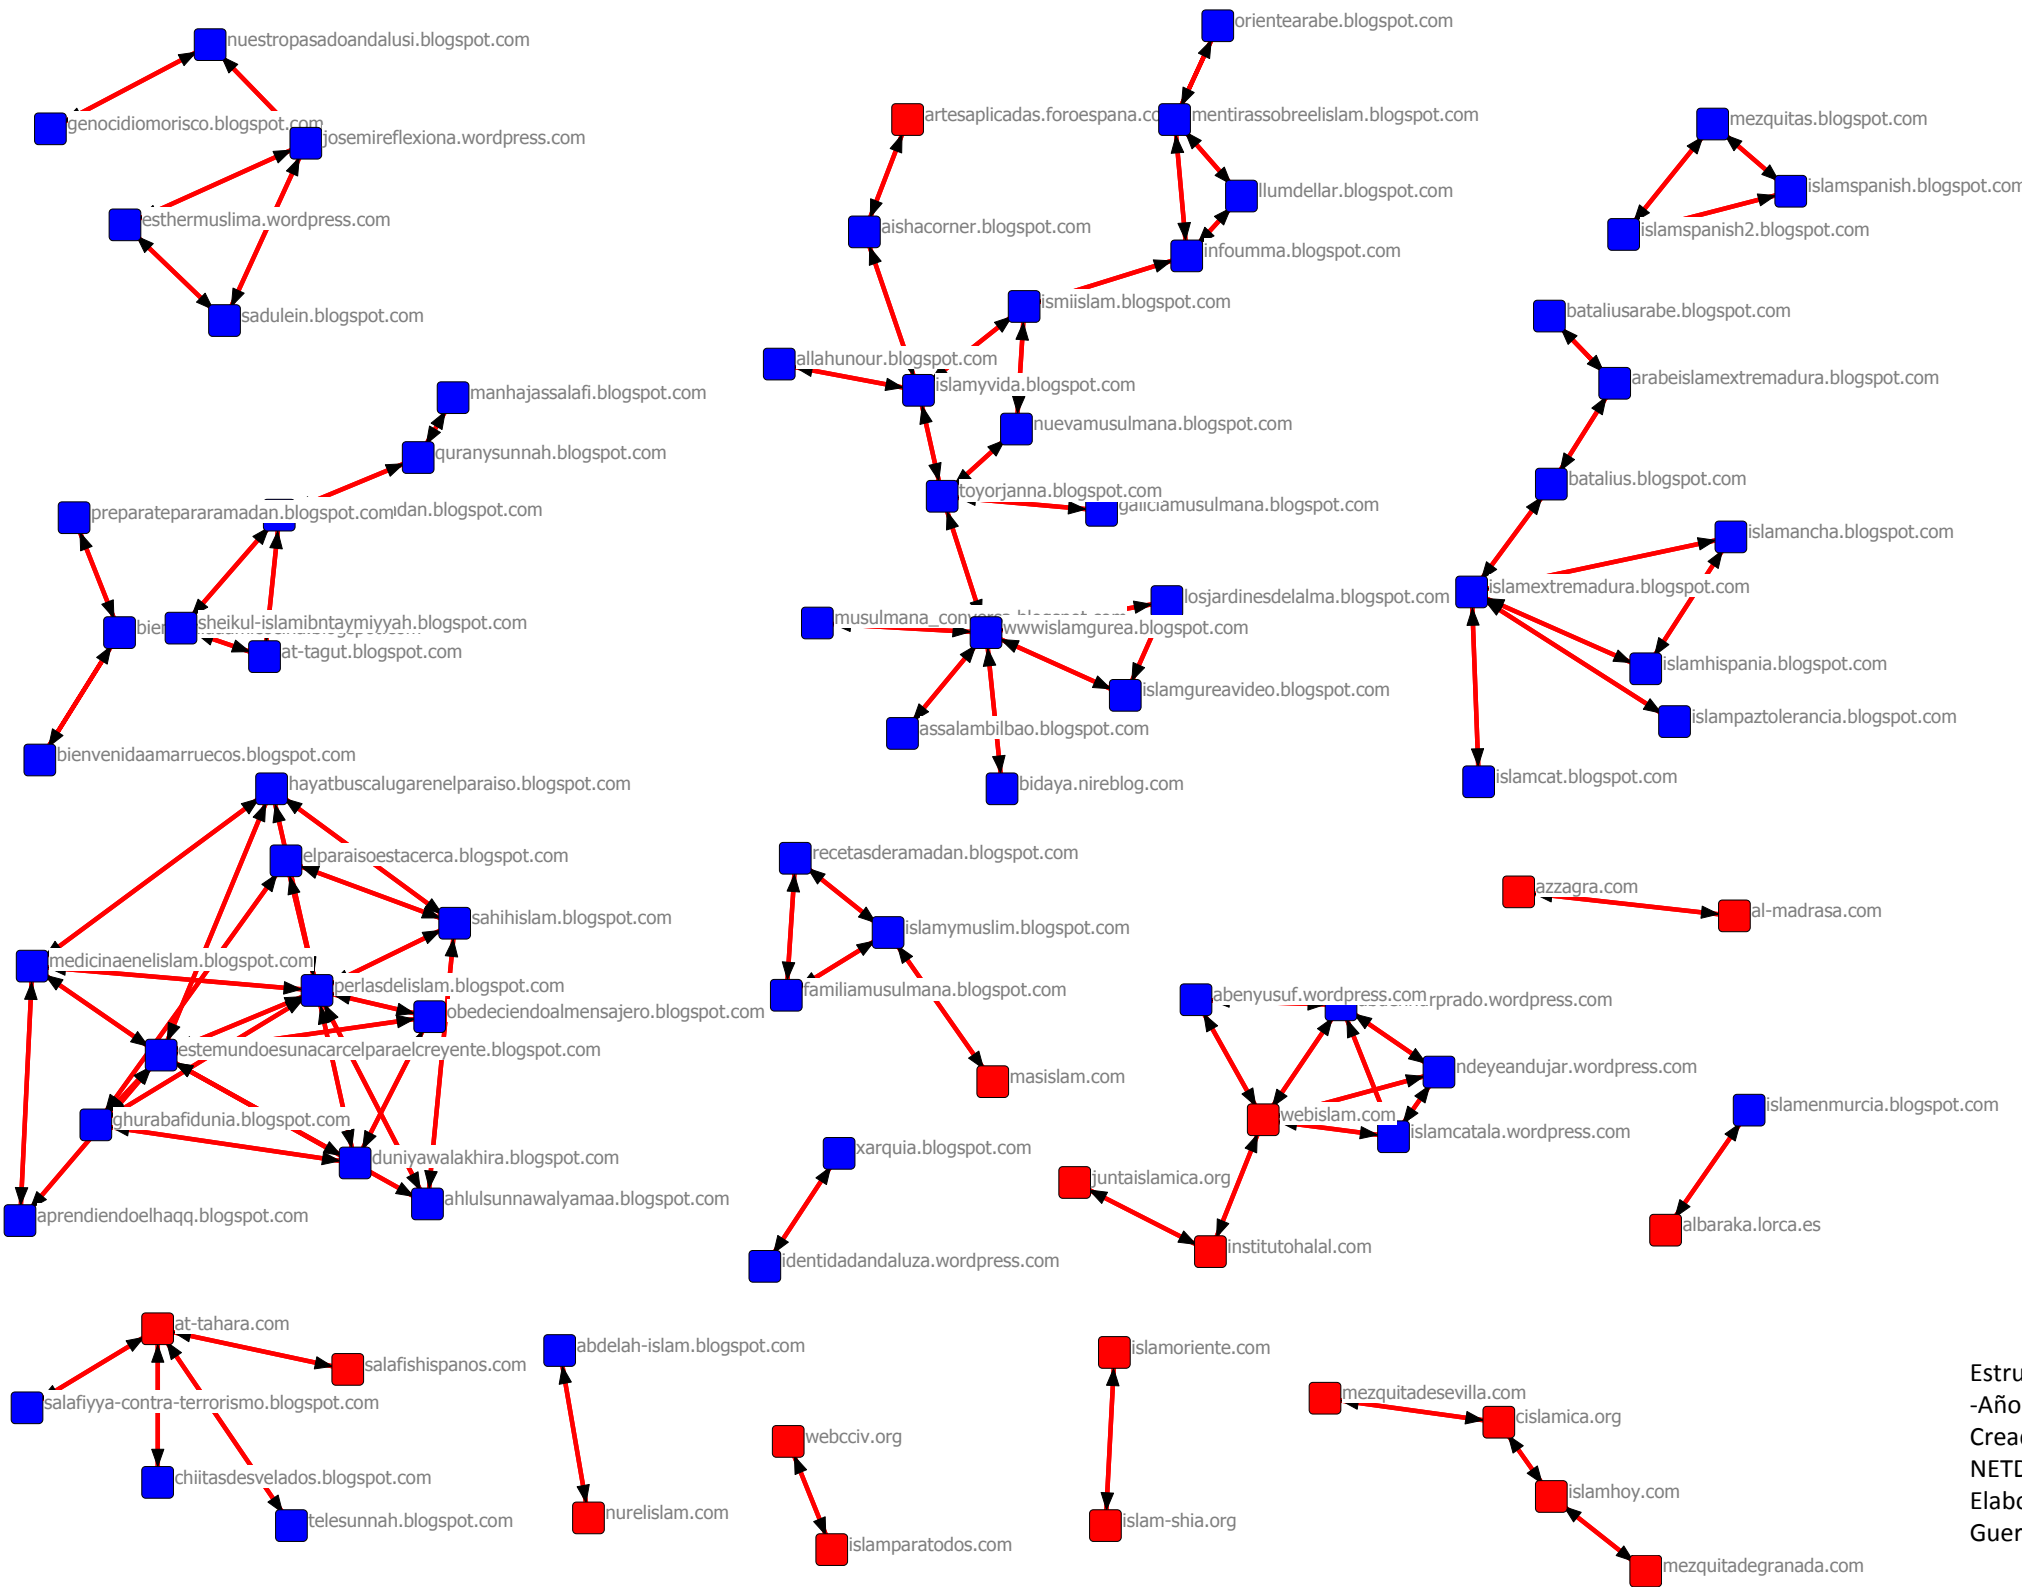 nuestropasadoandalusi.blogspot.com
genocidiomorisco.blogspot.com
josemireflexiona.wordpress.com
esthermuslima.wordpress.com
sadulein.blogspot.com
orientearabe.blogspot.com
artesaplicadas.foroespana.co
mentirassobreelislam.blogspot.com
llumdellar.blogspot.com
aishacorner.blogspot.com
infoumma.blogspot.com
ismiislam.blogspot.com
allahunour.blogspot.com
islamyvida.blogspot.com
nuevamusulmana.blogspot.com
toyorjanna.blogspot.com
galiciamusulmana.blogspot.com
mezquitas.blogspot.com
islamspanish.blogspot.com
islamspanish2.blogspot.com
bataliusarabe.blogspot.com
arabeislamextremadura.blogspot.com
batalius.blogspot.com
islamancha.blogspot.com
islamextremadura.blogspot.com
islamhispania.blogspot.com
islampaztolerancia.blogspot.com
islamcat.blogspot.com
manhajassalafi.blogspot.com
quranysunnah.blogspot.com
preparatepararamadan.blogspot.com
dan.blogspot.com
sheikul-islamibntaymiyyah.blogspot.com
at-tagut.blogspot.com
bienvenidaamarruecos.blogspot.com
losjardinesdelalma.blogspot.com
wwwislamgurea.blogspot.com
islamgureavideo.blogspot.com
assalambilbao.blogspot.com
bidaya.nireblog.com
hayatbuscalugarenelparaiso.blogspot.com
elparaisoestacerca.blogspot.com
sahihislam.blogspot.com
medicinaenelislam.blogspot.com
perlasdelislam.blogspot.com
obedeciendoalmensajero.blogspot.com
estemundoesunacarcelparaelcreyente.blogspot.com
ghurabafidunia.blogspot.com
duniyawalakhira.blogspot.com
ahlulsunnawalyamaa.blogspot.com
aprendiendoelhaqq.blogspot.com
recetasderamadan.blogspot.com
islamymuslim.blogspot.com
familiamusulmana.blogspot.com
masislam.com
azzagra.com
al-madrasa.com
abenyusuf.wordpress.com
rprado.wordpress.com
ndeyeandujar.wordpress.com
webislam.com
islamcatala.wordpress.com
juntaislamica.org
institutohalal.com
islamenmurcia.blogspot.com
albaraka.lorca.es
xarquia.blogspot.com
identidadandaluza.wordpress.com
at-tahara.com
salafishispanos.com
salafiyya-contra-terrorismo.blogspot.com
chiitasdesvelados.blogspot.com
telesunnah.blogspot.com
abdelah-islam.blogspot.com
nurelislam.com
webcciv.org
islamparatodos.com
islamoriente.com
islam-shia.org
mezquitadesevilla.com
cislamica.org
islamhoy.com
mezquitadegranada.com
Estru
-Año
Crea
NETD
Elabo
Guer